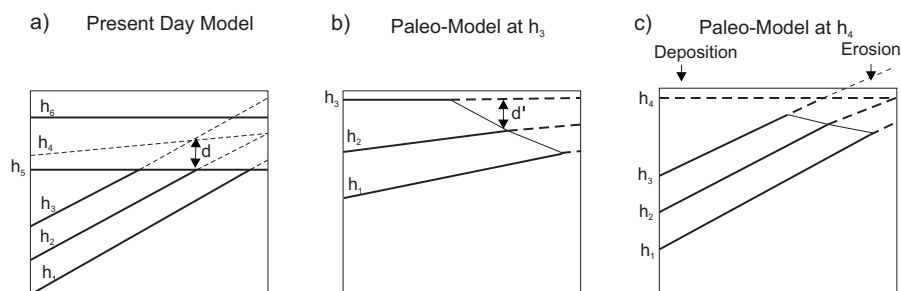 a) Present Day Model
h₆
h₄
h₅
d
h₃
h₂
h₁
b) Paleo-Model at h₃
h₃
d'
h₂
h₁
c) Paleo-Model at h₄
Deposition
Erosion
h₄
h₃
h₂
h₁